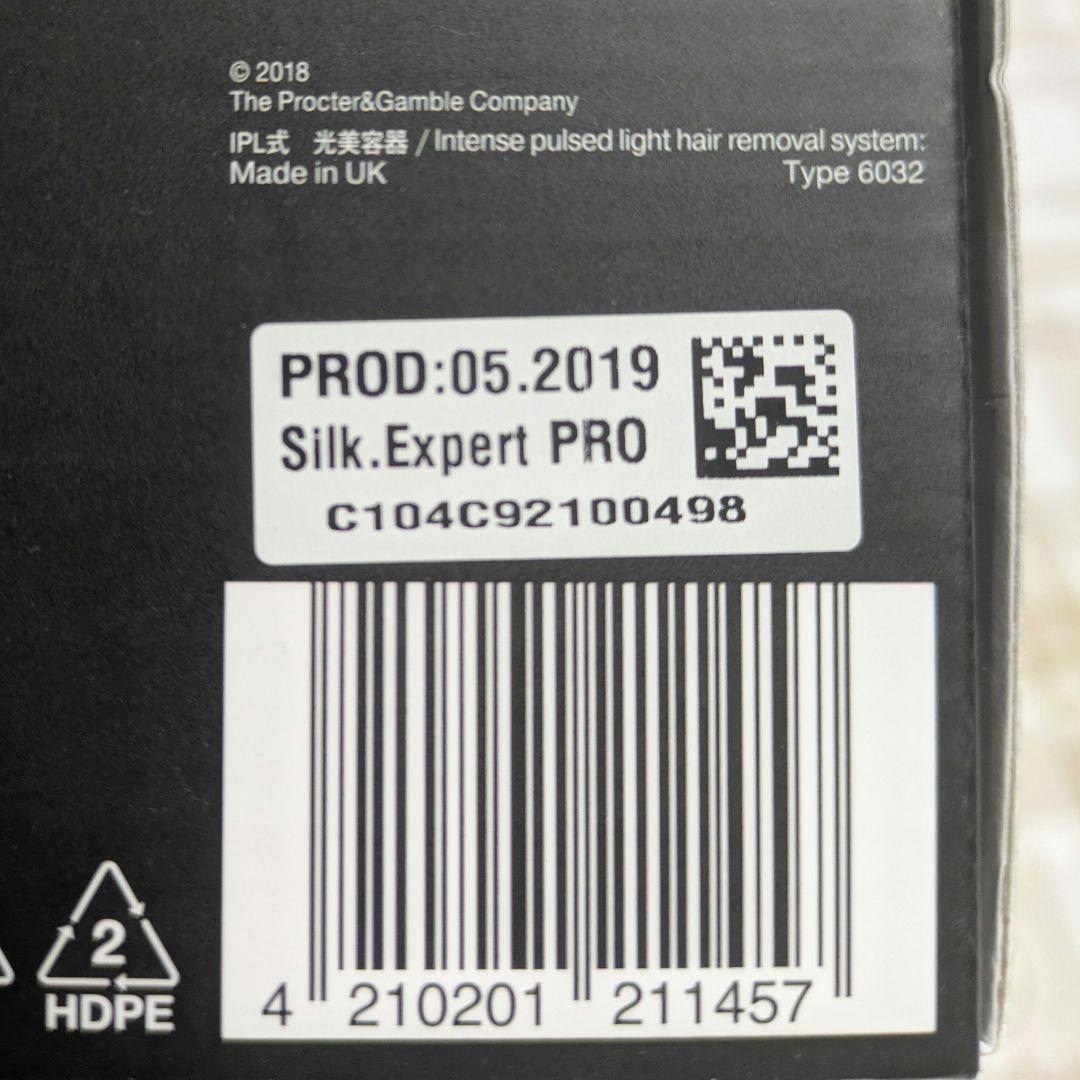 © 2018
The Procter&Gamble Company
IPL式 光美容器 / Intense pulsed light hair removal system:
Made in UK Type 6032
PROD:05.2019
Silk.Expert PRO
C104C92100498
4 210201 211457
2
HDPE